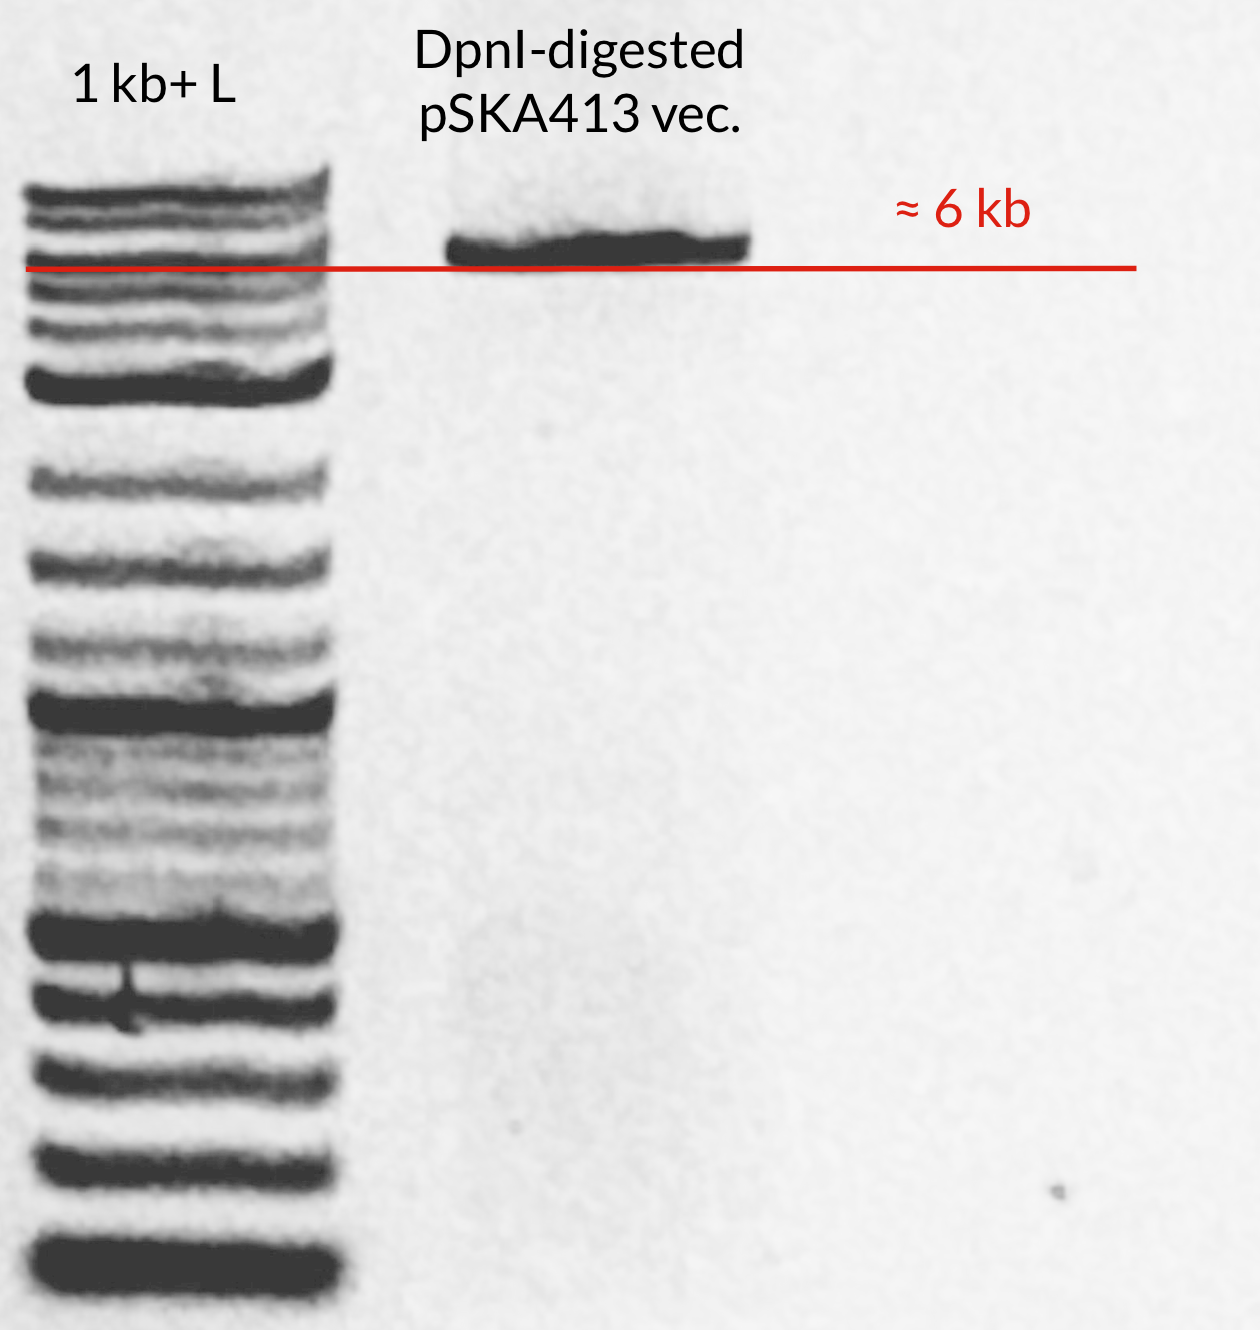 1 kb+ L
DpnI-digested
pSKA413 vec.
≈ 6 kb